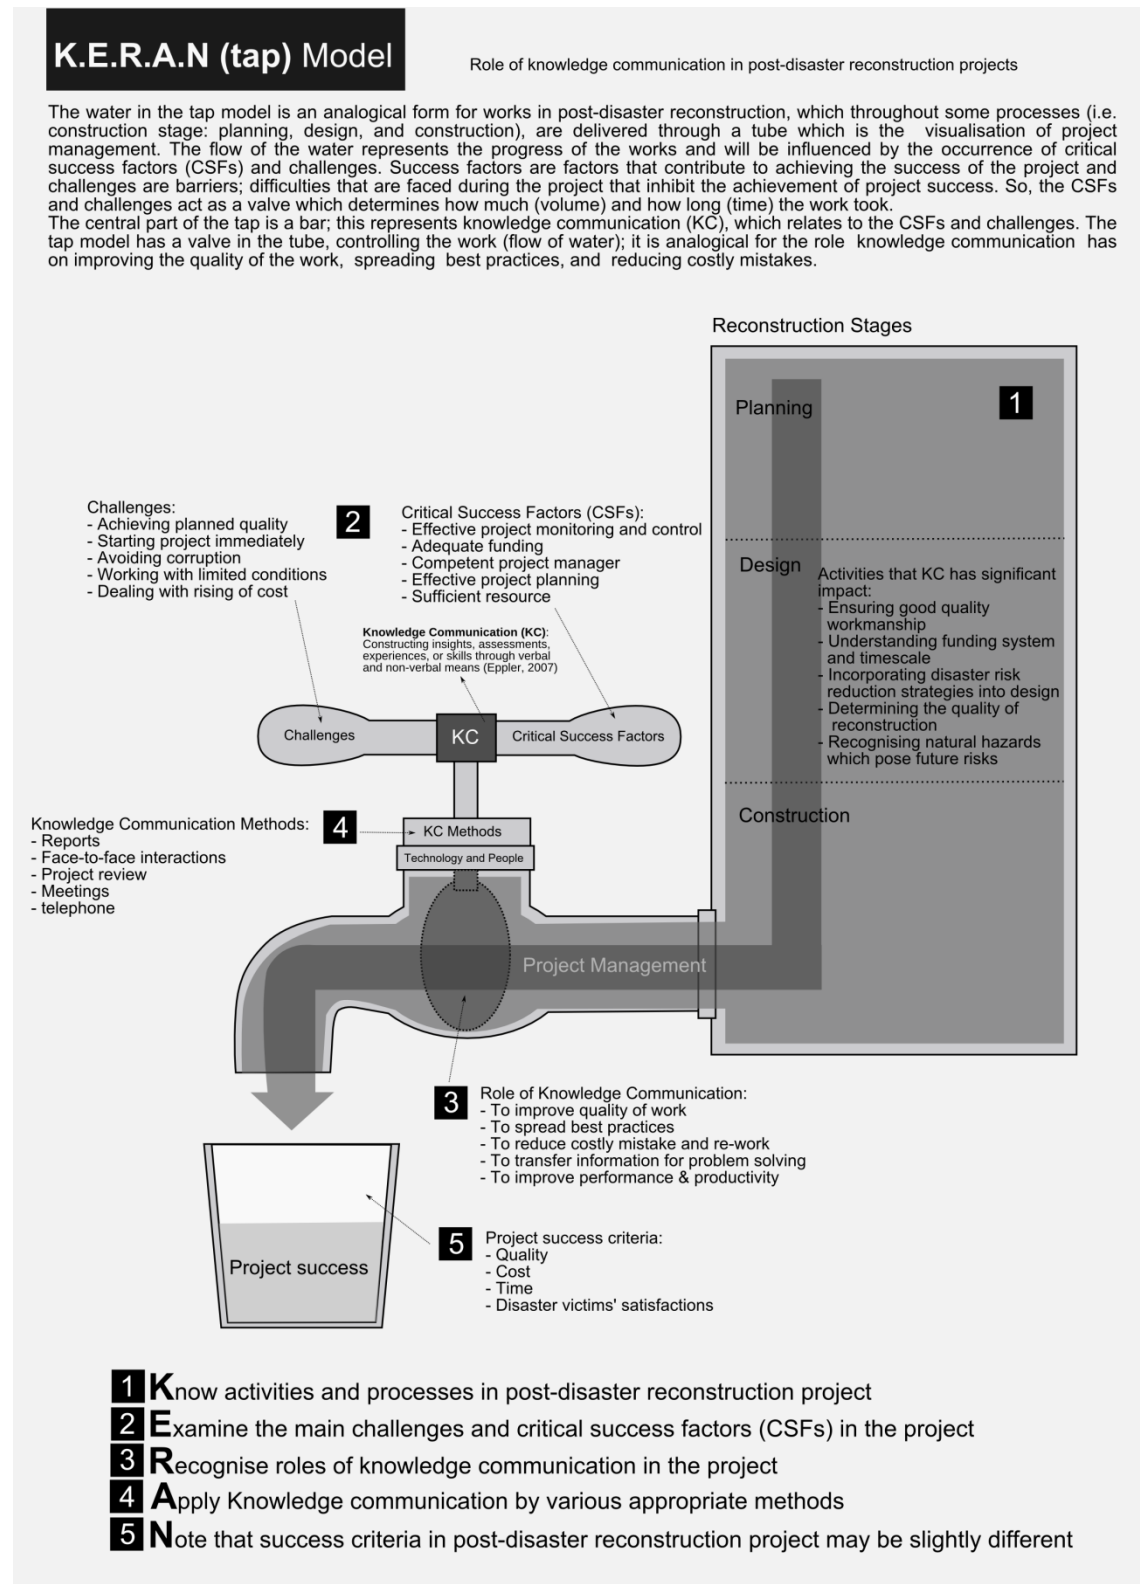 K.E.R.A.N (tap) Model
Role of knowledge communication in post-disaster reconstruction projects
The water in the tap model is an analogical form for works in post-disaster reconstruction, which throughout some processes (i.e.
construction stage: planning, design, and construction), are delivered through a tube which is the visualisation of project
management. The flow of the water represents the progress of the works and will be influenced by the occurrence of critical
success factors (CSFs) and challenges. Success factors are factors that contribute to achieving the success of the project and
challenges are barriers; difficulties that are faced during the project that inhibit the achievement of project success. So, the CSFs
and challenges act as a valve which determines how much (volume) and how long (time) the work took.
The central part of the tap is a bar; this represents knowledge communication (KC), which relates to the CSFs and challenges. The
tap model has a valve in the tube, controlling the work (flow of water); it is analogical for the role knowledge communication has
on improving the quality of the work, spreading best practices, and reducing costly mistakes.
Reconstruction Stages
Planning
1
Challenges:
- Achieving planned quality
- Starting project immediately
- Avoiding corruption
- Working with limited conditions
- Dealing with rising of cost
2
Critical Success Factors (CSFs):
- Effective project monitoring and control
- Adequate funding
- Competent project manager
- Effective project planning
- Sufficient resource
Design
Activities that KC has significant
impact:
- Ensuring good quality
workmanship
- Understanding funding system
and timescale
- Incorporating disaster risk
reduction strategies into design
- Determining the quality of
reconstruction
- Recognising natural hazards
which pose future risks
Knowledge Communication (KC):
Constructing insights, assessments,
experiences, or skills through verbal
and non-verbal means (Eppler, 2007)
Challenges
KC
Critical Success Factors
Construction
Knowledge Communication Methods:
- Reports
- Face-to-face interactions
- Project review
- Meetings
- telephone
4
KC Methods
Technology and People
Project Management
3
Role of Knowledge Communication:
- To improve quality of work
- To spread best practices
- To reduce costly mistake and re-work
- To transfer information for problem solving
- To improve performance & productivity
5
Project success criteria:
- Quality
- Cost
- Time
- Disaster victims' satisfactions
Project success
1 Know activities and processes in post-disaster reconstruction project
2 Examine the main challenges and critical success factors (CSFs) in the project
3 Recognise roles of knowledge communication in the project
4 Apply Knowledge communication by various appropriate methods
5 Note that success criteria in post-disaster reconstruction project may be slightly different